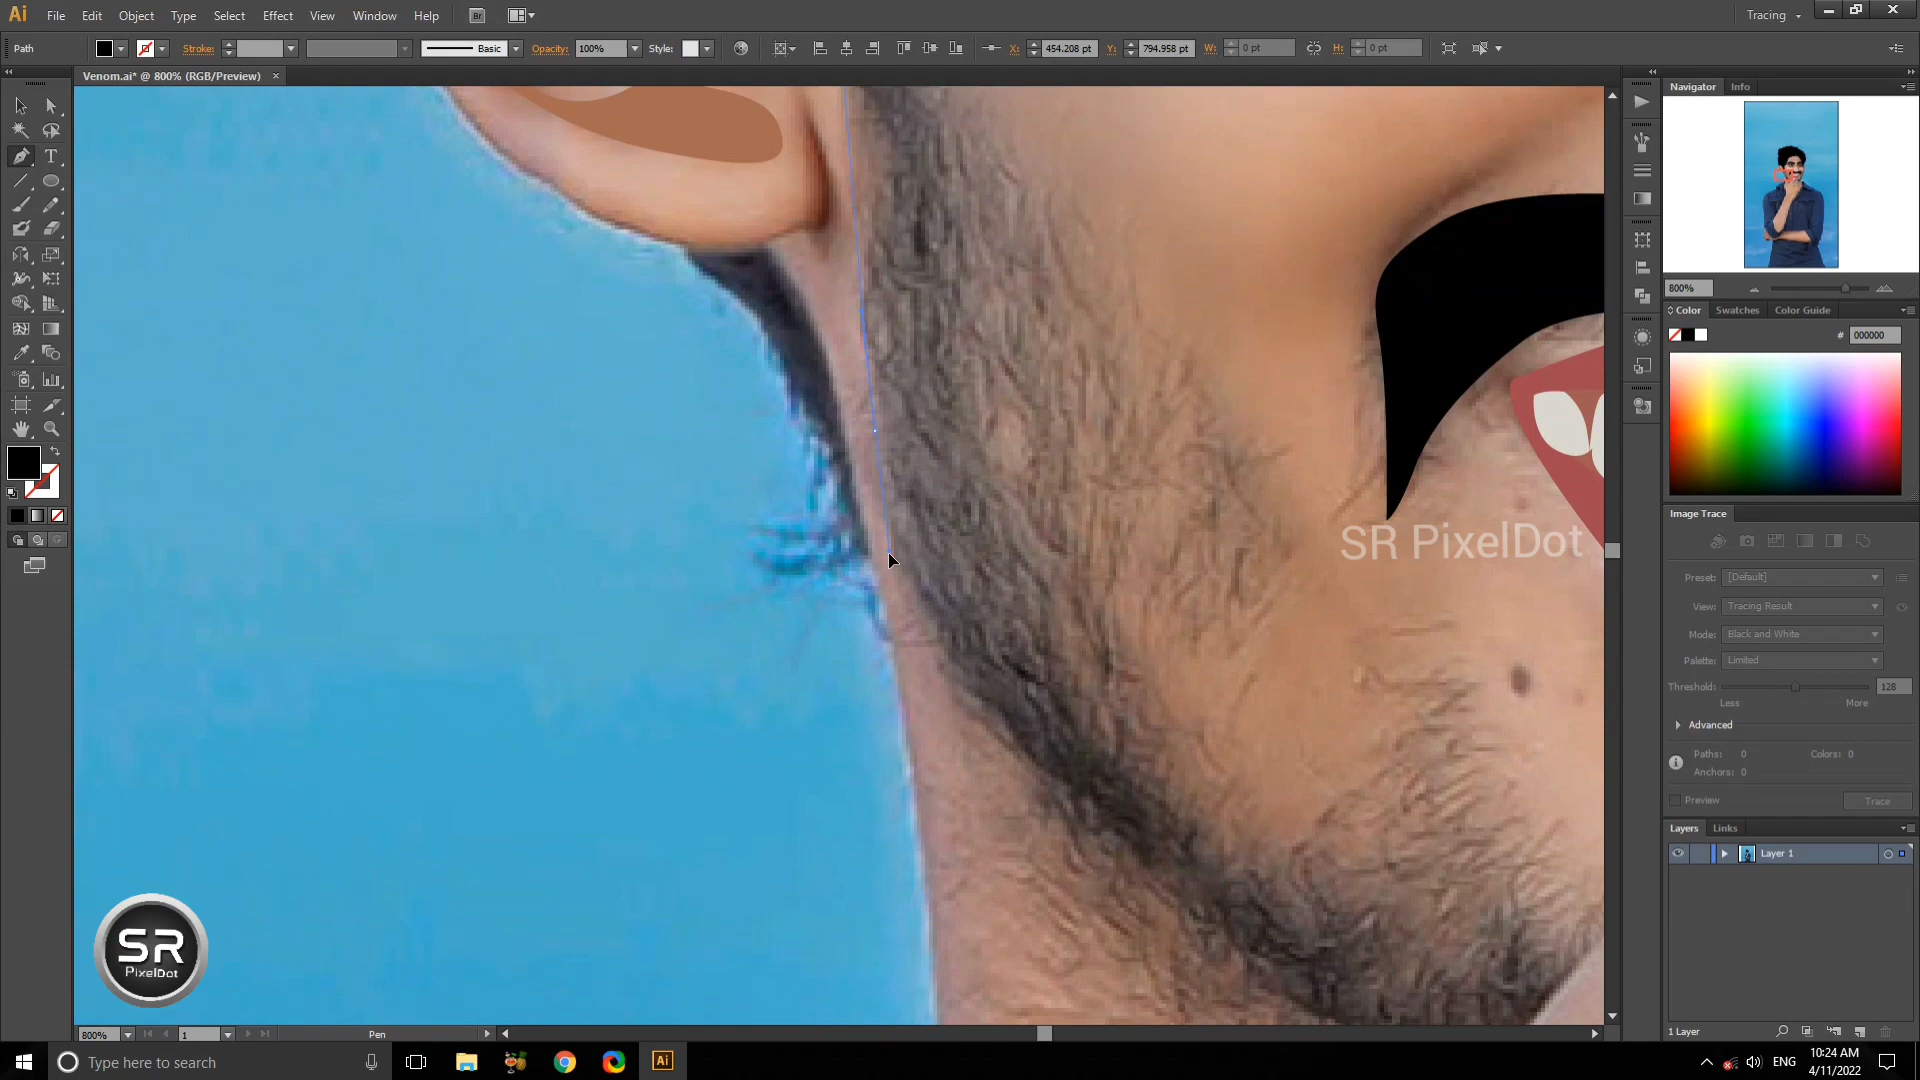 Ai File Edit Object Type Select Effect View Window Help Br Tracing
Path Stroke: Basic Opacity: 100% Style: X: 454.208 pt Y: 794.958 pt W: 0 pt H: 0 pt
Venom.ai* @ 800% (RGB/Preview)
Navigator Info
800%
Color Swatches Color Guide
# 000000
Image Trace
Preset: [Default]
View: Tracing Result
Mode: Black and White
Palette: Limited
Threshold: 128
Less More
Advanced
Paths: 0 Colors: 0
Anchors: 0
Preview Trace
Layers Links
Layer 1
1 Layer
SR PixelDot
SR
PixelDot
800% 1 Pen
Type here to search
Ai
ENG
10:24 AM
4/11/2022